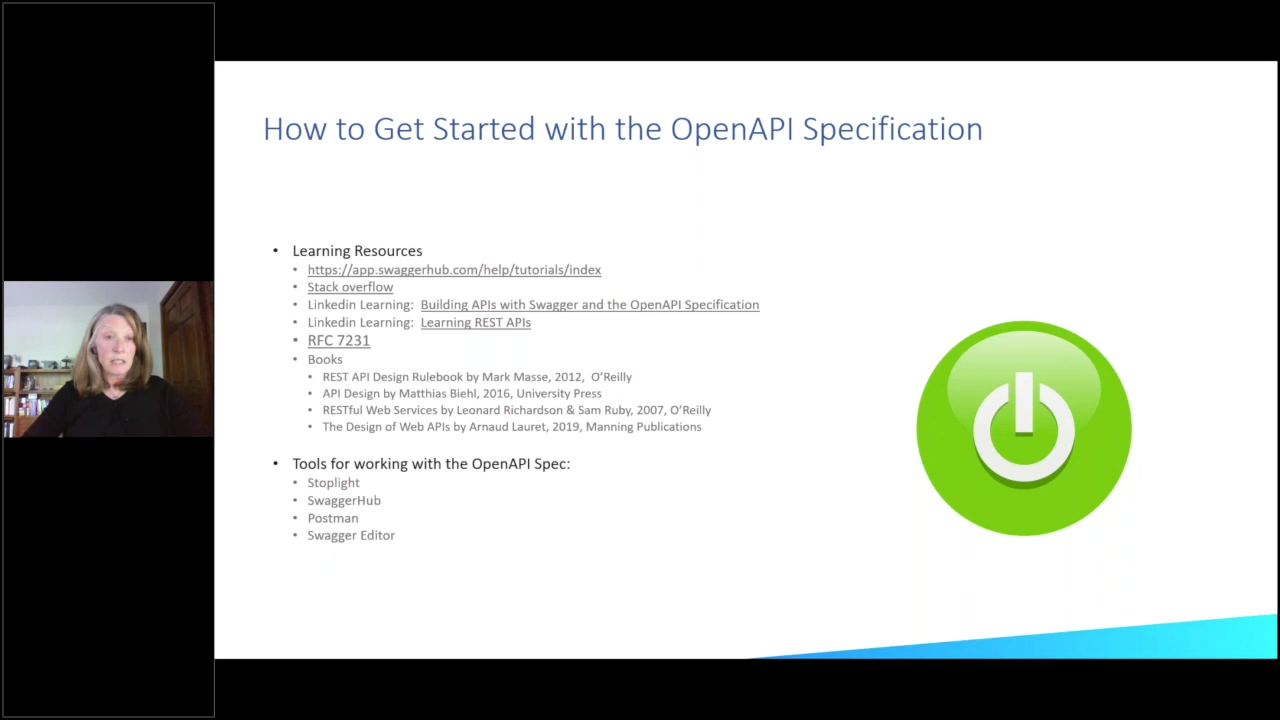 How to Get Started with the OpenAPI Specification
• Learning Resources
• https://app.swaggerhub.com/help/tutorials/index
• Stack overflow
• Linkedin Learning: Building APIs with Swagger and the OpenAPI Specification
• Linkedin Learning: Learning REST APIs
• RFC 7231
• Books
• REST API Design Rulebook by Mark Masse, 2012, O’Reilly
• API Design by Matthias Biehl, 2016, University Press
• RESTful Web Services by Leonard Richardson & Sam Ruby, 2007, O’Reilly
• The Design of Web APIs by Arnaud Lauret, 2019, Manning Publications
• Tools for working with the OpenAPI Spec:
• Stoplight
• SwaggerHub
• Postman
• Swagger Editor